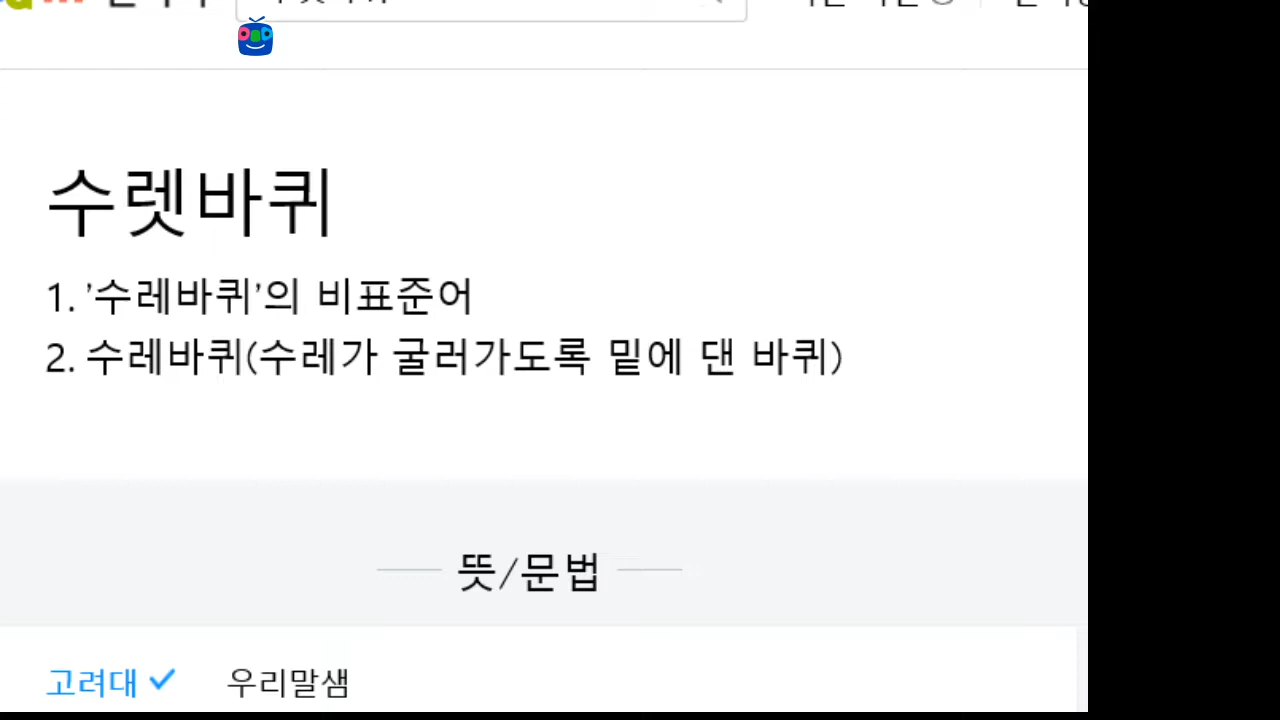 수렛바퀴
1. '수레바퀴'의 비표준어
2. 수레바퀴(수레가 굴러가도록 밑에 댄 바퀴)
뜻/문법
고려대 우리말샘